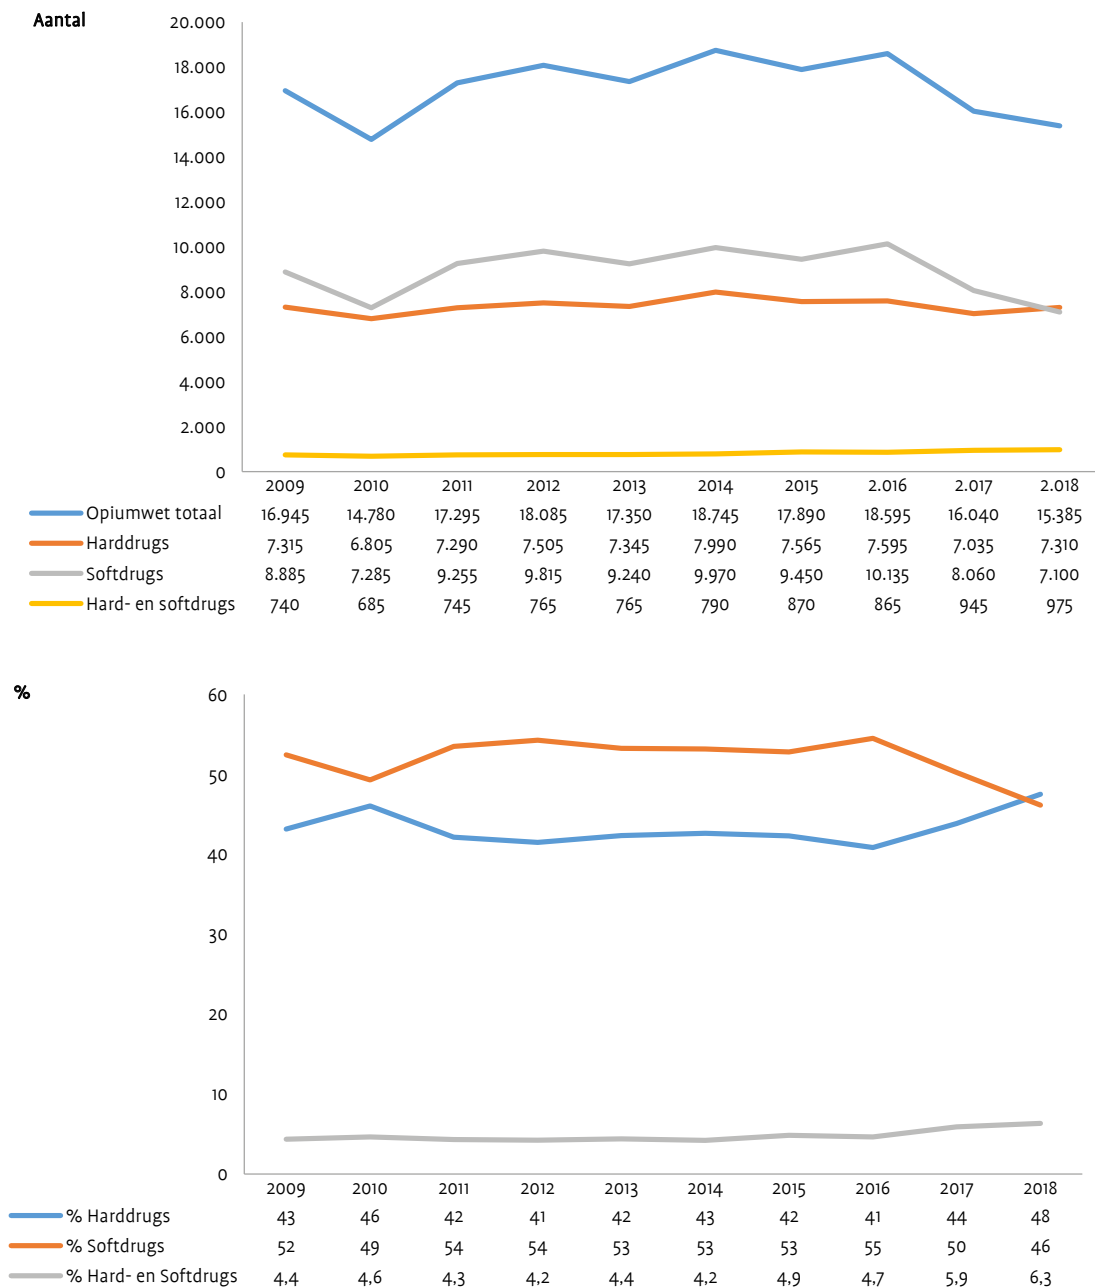 Aantal
20.000
18.000
16.000
14.000
12.000
10.000
8.000
6.000
4.000
2.000
0
2009 2010 2011 2012 2013 2014 2015 2.016 2.017 2.018
Opiumwet totaal 16.945 14.780 17.295 18.085 17.350 18.745 17.890 18.595 16.040 15.385
Harddrugs 7.315 6.805 7.290 7.505 7.345 7.990 7.565 7.595 7.035 7.310
Softdrugs 8.885 7.285 9.255 9.815 9.240 9.970 9.450 10.135 8.060 7.100
Hard- en softdrugs 740 685 745 765 765 790 870 865 945 975
%
60
50
40
30
20
10
0
2009 2010 2011 2012 2013 2014 2015 2016 2017 2018
% Harddrugs 43 46 42 41 42 43 42 41 44 48
% Softdrugs 52 49 54 54 53 53 53 55 50 46
% Hard- en Softdrugs 4,4 4,6 4,3 4,2 4,4 4,2 4,9 4,7 5,9 6,3